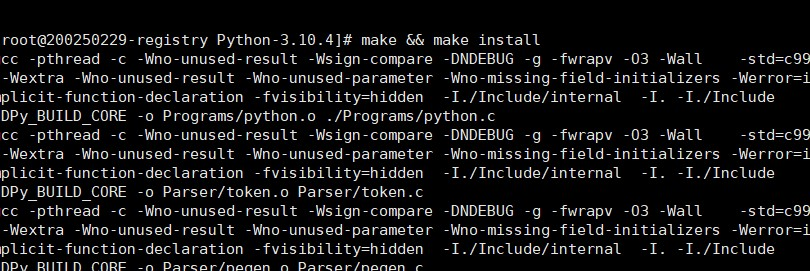 root@200250229-registry Python-3.10.4]# make && make install
cc -pthread -c -Wno-unused-result -Wsign-compare -DNDEBUG -g -fwrapv -O3 -Wall    -std=c99
-Wextra -Wno-unused-result -Wno-unused-parameter -Wno-missing-field-initializers -Werror=i
plicit-function-declaration -fvisibility=hidden  -I./Include/internal  -I. -I./Include
DPy_BUILD_CORE -o Programs/python.o ./Programs/python.c
cc -pthread -c -Wno-unused-result -Wsign-compare -DNDEBUG -g -fwrapv -O3 -Wall    -std=c99
-Wextra -Wno-unused-result -Wno-unused-parameter -Wno-missing-field-initializers -Werror=i
plicit-function-declaration -fvisibility=hidden  -I./Include/internal  -I. -I./Include
DPy_BUILD_CORE -o Parser/token.o Parser/token.c
cc -pthread -c -Wno-unused-result -Wsign-compare -DNDEBUG -g -fwrapv -O3 -Wall    -std=c99
-Wextra -Wno-unused-result -Wno-unused-parameter -Wno-missing-field-initializers -Werror=i
plicit-function-declaration -fvisibility=hidden  -I./Include/internal  -I. -I./Include
DPy_BUILD_CORE -o Parser/pegen.o Parser/pegen.c